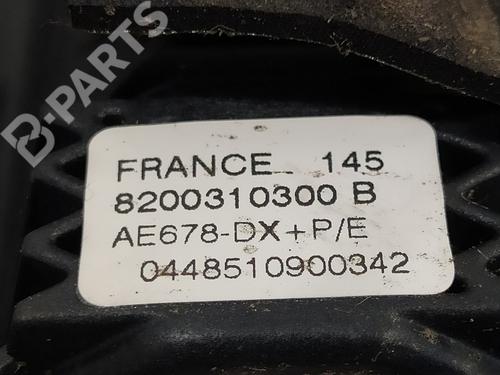 B-PARTS
FRANCE 145
8200310300 B
AE678-DX+P/E
0448510900342